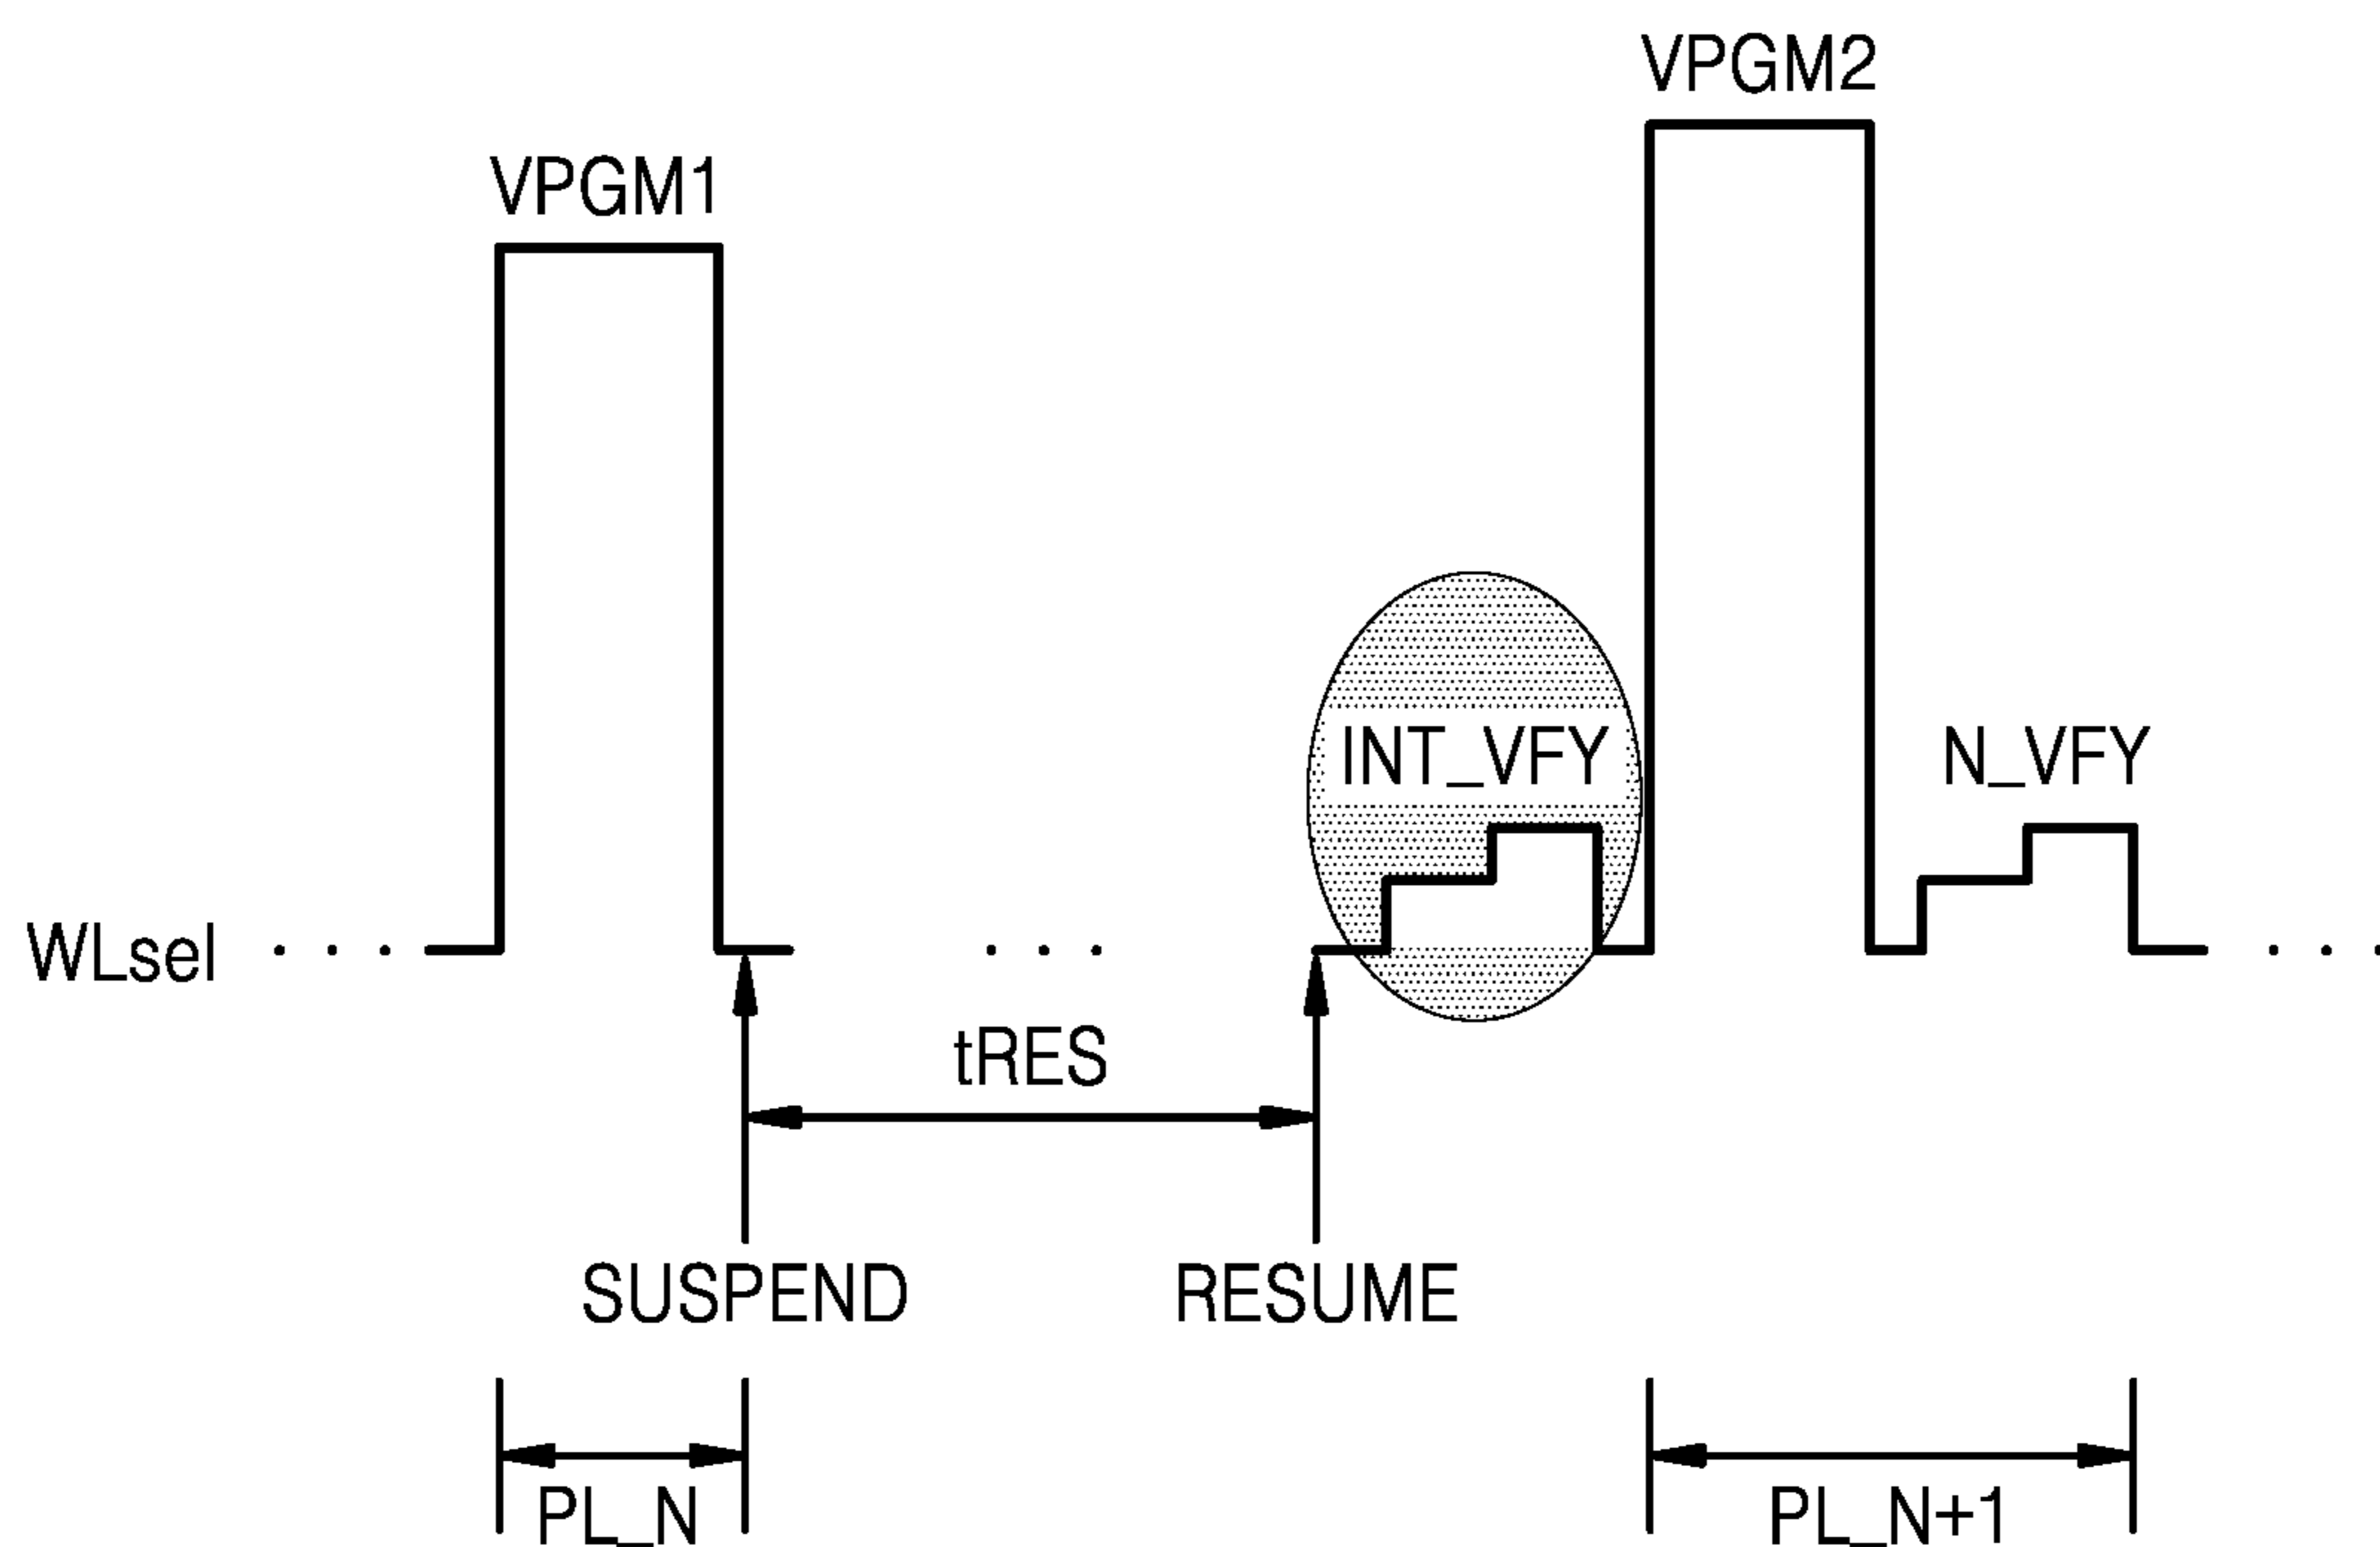 VPGM2
VPGM1
INT_VFY
N_VFY
WLsel
tRES
SUSPEND
RESUME
PL_N
PL_N+1